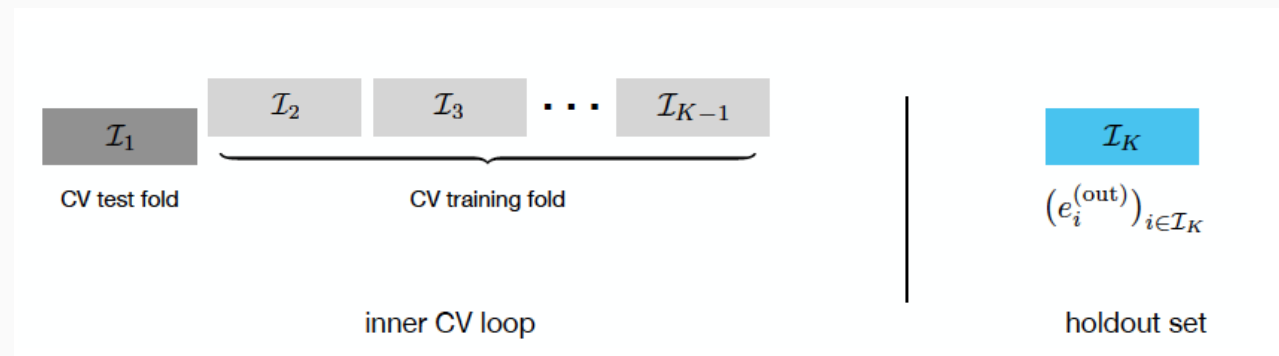 I₁ I₂ I₃ ... I_{K−1} I_K
CV test fold CV training fold
(e_i^{(out)})_{i∈I_K}
inner CV loop holdout set